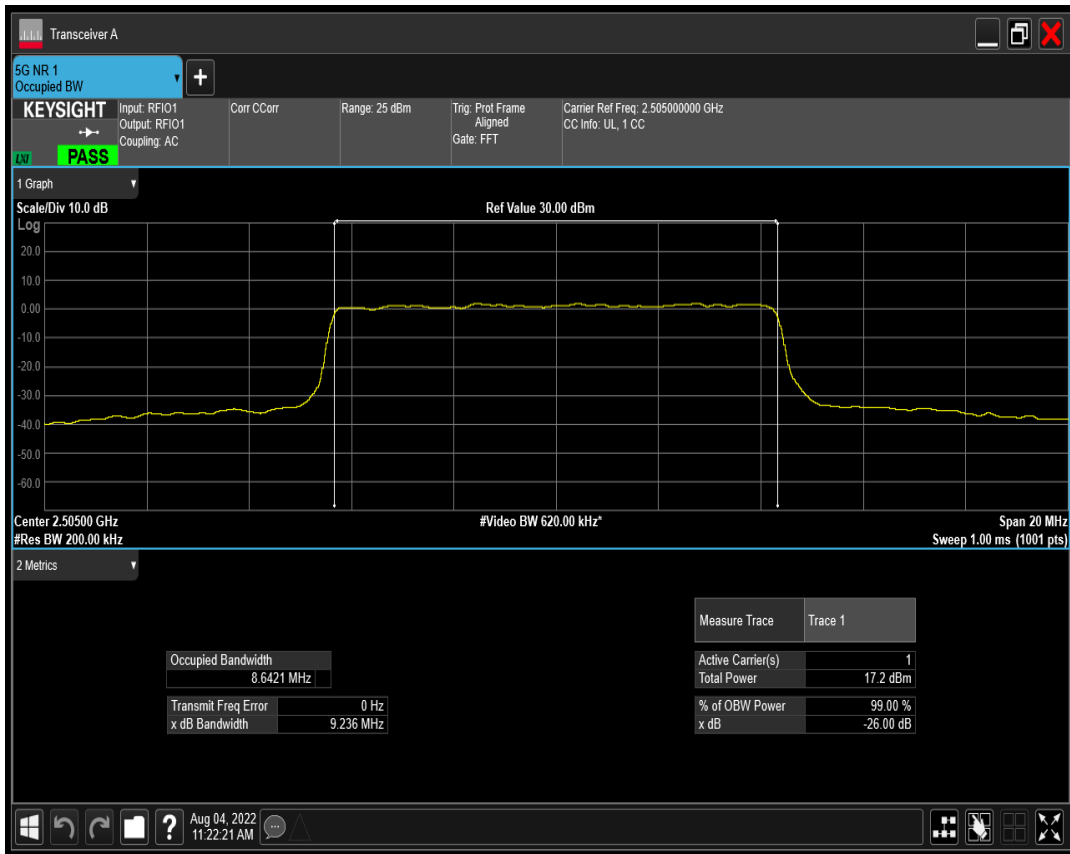 Transceiver A
5G NR 1
Occupied BW
+
KEYSIGHT
Input: RFIO1
Output: RFIO1
Coupling: AC
LXI
PASS
Corr CCorr
Range: 25 dBm
Trig: Prot Frame
Aligned
Gate: FFT
Carrier Ref Freq: 2.505000000 GHz
CC Info: UL, 1 CC
1 Graph
Scale/Div 10.0 dB
Ref Value 30.00 dBm
Log
20.0
10.0
0.00
-10.0
-20.0
-30.0
-40.0
-50.0
-60.0
Center 2.50500 GHz
#Video BW 620.00 kHz*
Span 20 MHz
#Res BW 200.00 kHz
Sweep 1.00 ms (1001 pts)
2 Metrics
Measure Trace Trace 1
Occupied Bandwidth
8.6421 MHz
Active Carrier(s) 1
Total Power 17.2 dBm
Transmit Freq Error 0 Hz
x dB Bandwidth 9.236 MHz
% of OBW Power 99.00 %
x dB -26.00 dB
?
Aug 04, 2022
11:22:21 AM